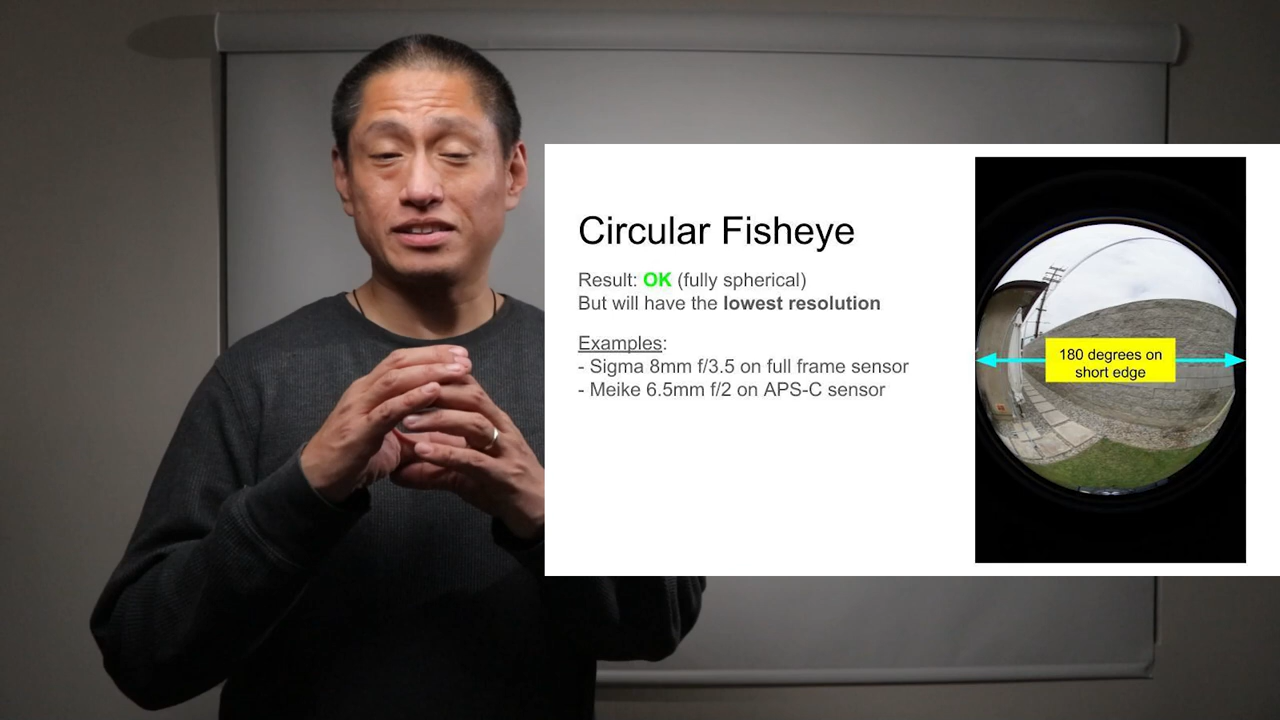 Circular Fisheye
Result: OK (fully spherical)
But will have the lowest resolution
Examples:
- Sigma 8mm f/3.5 on full frame sensor
- Meike 6.5mm f/2 on APS-C sensor
180 degrees on
short edge